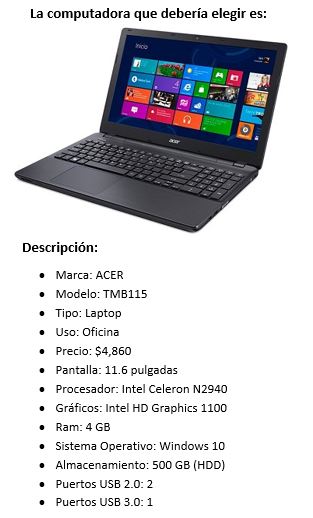 La computadora que debería elegir es:
Inicio
acer
Descripción:
• Marca: ACER
• Modelo: TMB115
• Tipo: Laptop
• Uso: Oficina
• Precio: $4,860
• Pantalla: 11.6 pulgadas
• Procesador: Intel Celeron N2940
• Gráficos: Intel HD Graphics 1100
• Ram: 4 GB
• Sistema Operativo: Windows 10
• Almacenamiento: 500 GB (HDD)
• Puertos USB 2.0: 2
• Puertos USB 3.0: 1